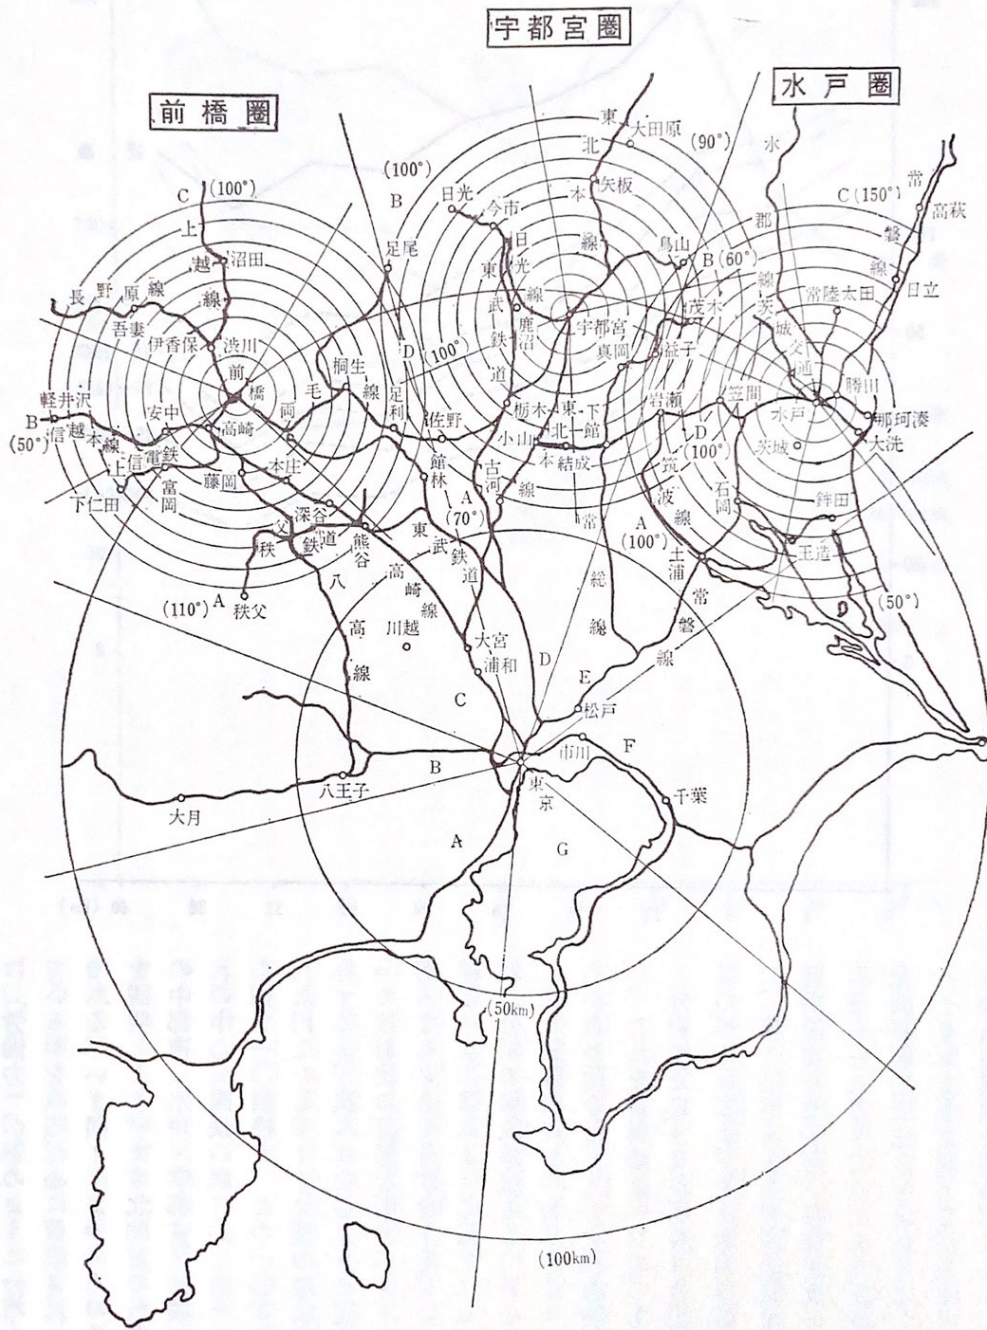 宇都宮圏
前橋圏
水戸圏
C (100°)
上越線
沼田
長野原線
吾妻
伊香保
渋川
前橋
軽井沢
B
(50°)
信越本線
安中
高崎
上信電鉄
下仁田
富岡
藤岡
本庄
両毛線
桐生
足利
足尾
(100°)
B
D
(100°)
日光
今市
日光線
東武鉄道
鹿沼
東北本線
大田原
矢板
(90°)
烏山
B (60°)
茂木
益子
宇都宮
真岡
栃木
佐野
館林
小山
東北本線
結成
下館
古河
A
(70°)
岩瀬
笠間
D
(100°)
筑波線
A
(100°)
石岡
土浦
水郡線
茨城交通
C (150°)
常磐線
高萩
日立
常陸太田
勝田
水戸
那珂湊
大洗
茨城
鉾田
玉造
(50°)
深谷
熊谷
秩父鉄道
A
(110°)
秩父
八高線
高崎線
東武鉄道
川越
大宮
浦和
常総線
常磐線
D
E
C
松戸
市川
F
B
東京
千葉
八王子
大月
A
G
(50km)
(100km)